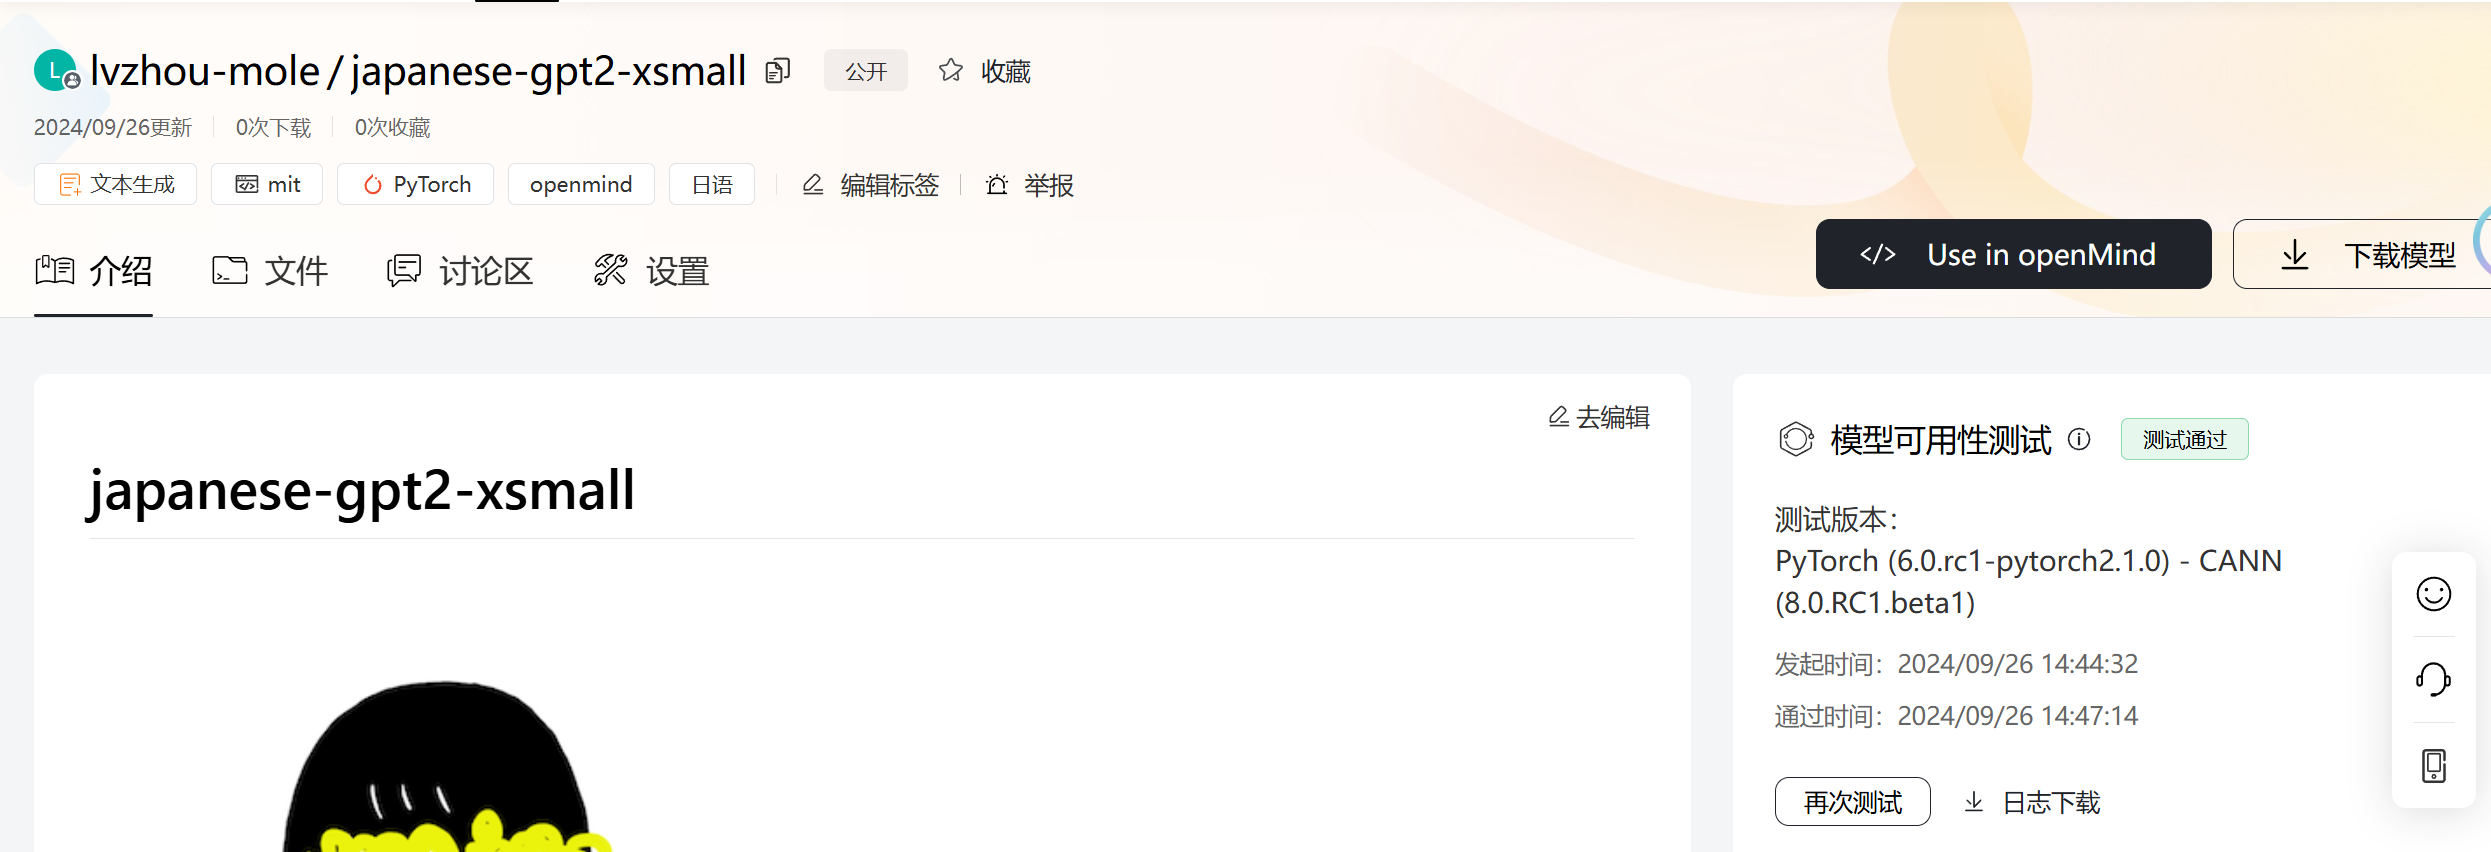 L lvzhou-mole / japanese-gpt2-xsmall 公开 收藏
2024/09/26更新 0次下载 0次收藏
文本生成 mit PyTorch openmind 日语 编辑标签 举报
介绍 文件 讨论区 设置
Use in openMind 下载模型
去编辑
japanese-gpt2-xsmall
模型可用性测试 测试通过
测试版本：
PyTorch (6.0.rc1-pytorch2.1.0) - CANN
(8.0.RC1.beta1)
发起时间：2024/09/26 14:44:32
通过时间：2024/09/26 14:47:14
再次测试 日志下载